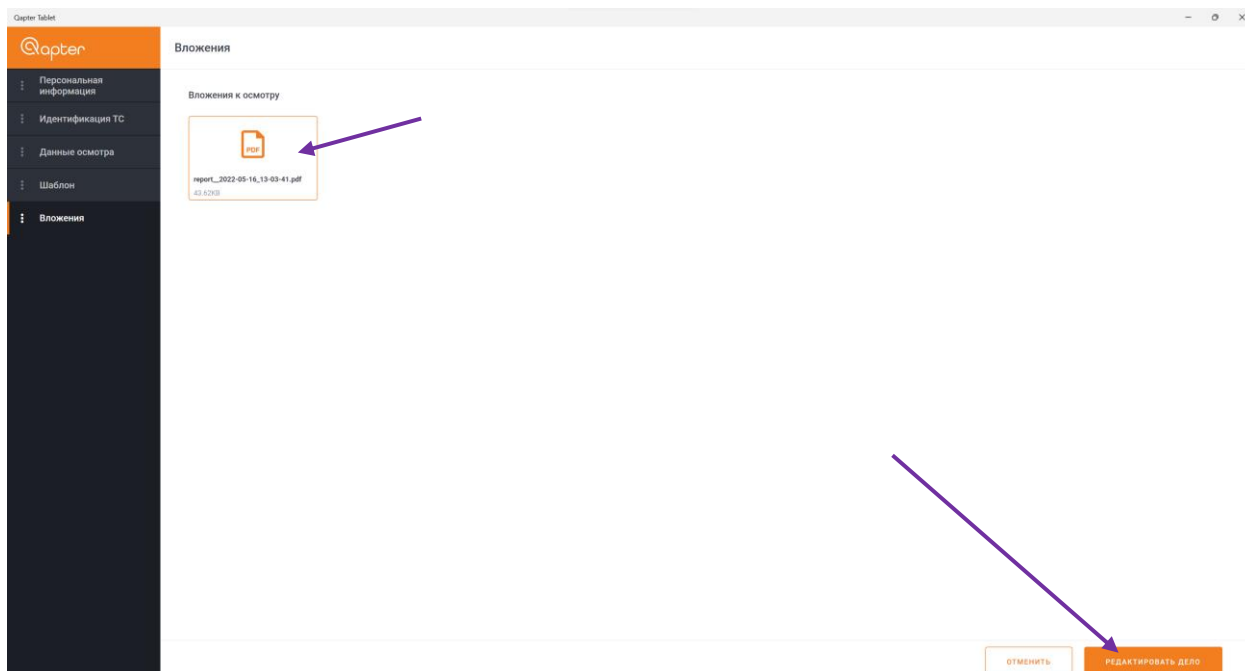 Qapter Tablet
Qapter
Вложения
Персональная
информация
Идентификация ТС
Данные осмотра
Шаблон
Вложения
Вложения к осмотру
PDF
report__2022-05-16_13-03-41.pdf
43.62KB
ОТМЕНИТЬ
РЕДАКТИРОВАТЬ ДЕЛО